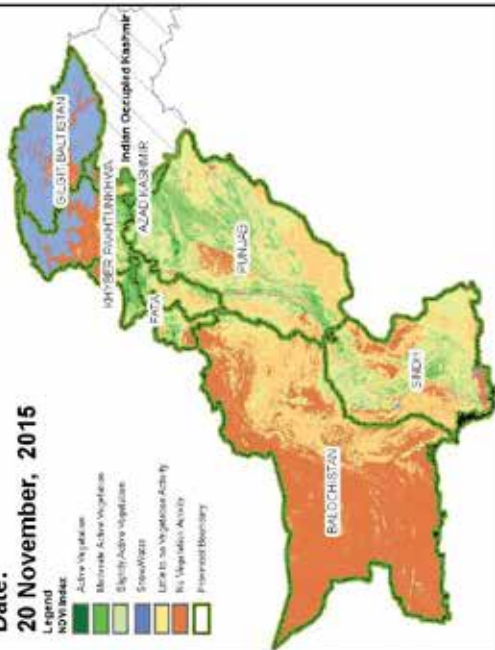 Date:
20 November, 2015
Legend
NDVI Index
Active Vegetation
Moderate Active Vegetation
Slightly Active Vegetation
Snow/Water
Little to no Vegetation Activity
No Vegetation Activity
Provincial Boundary
GILGIT BALTISTAN
KHYBER PAKHTUNKHWA
Indian Occupied Kashmir
AZAD KASHMIR
FATA
PUNJAB
BALOCHISTAN
SINDH